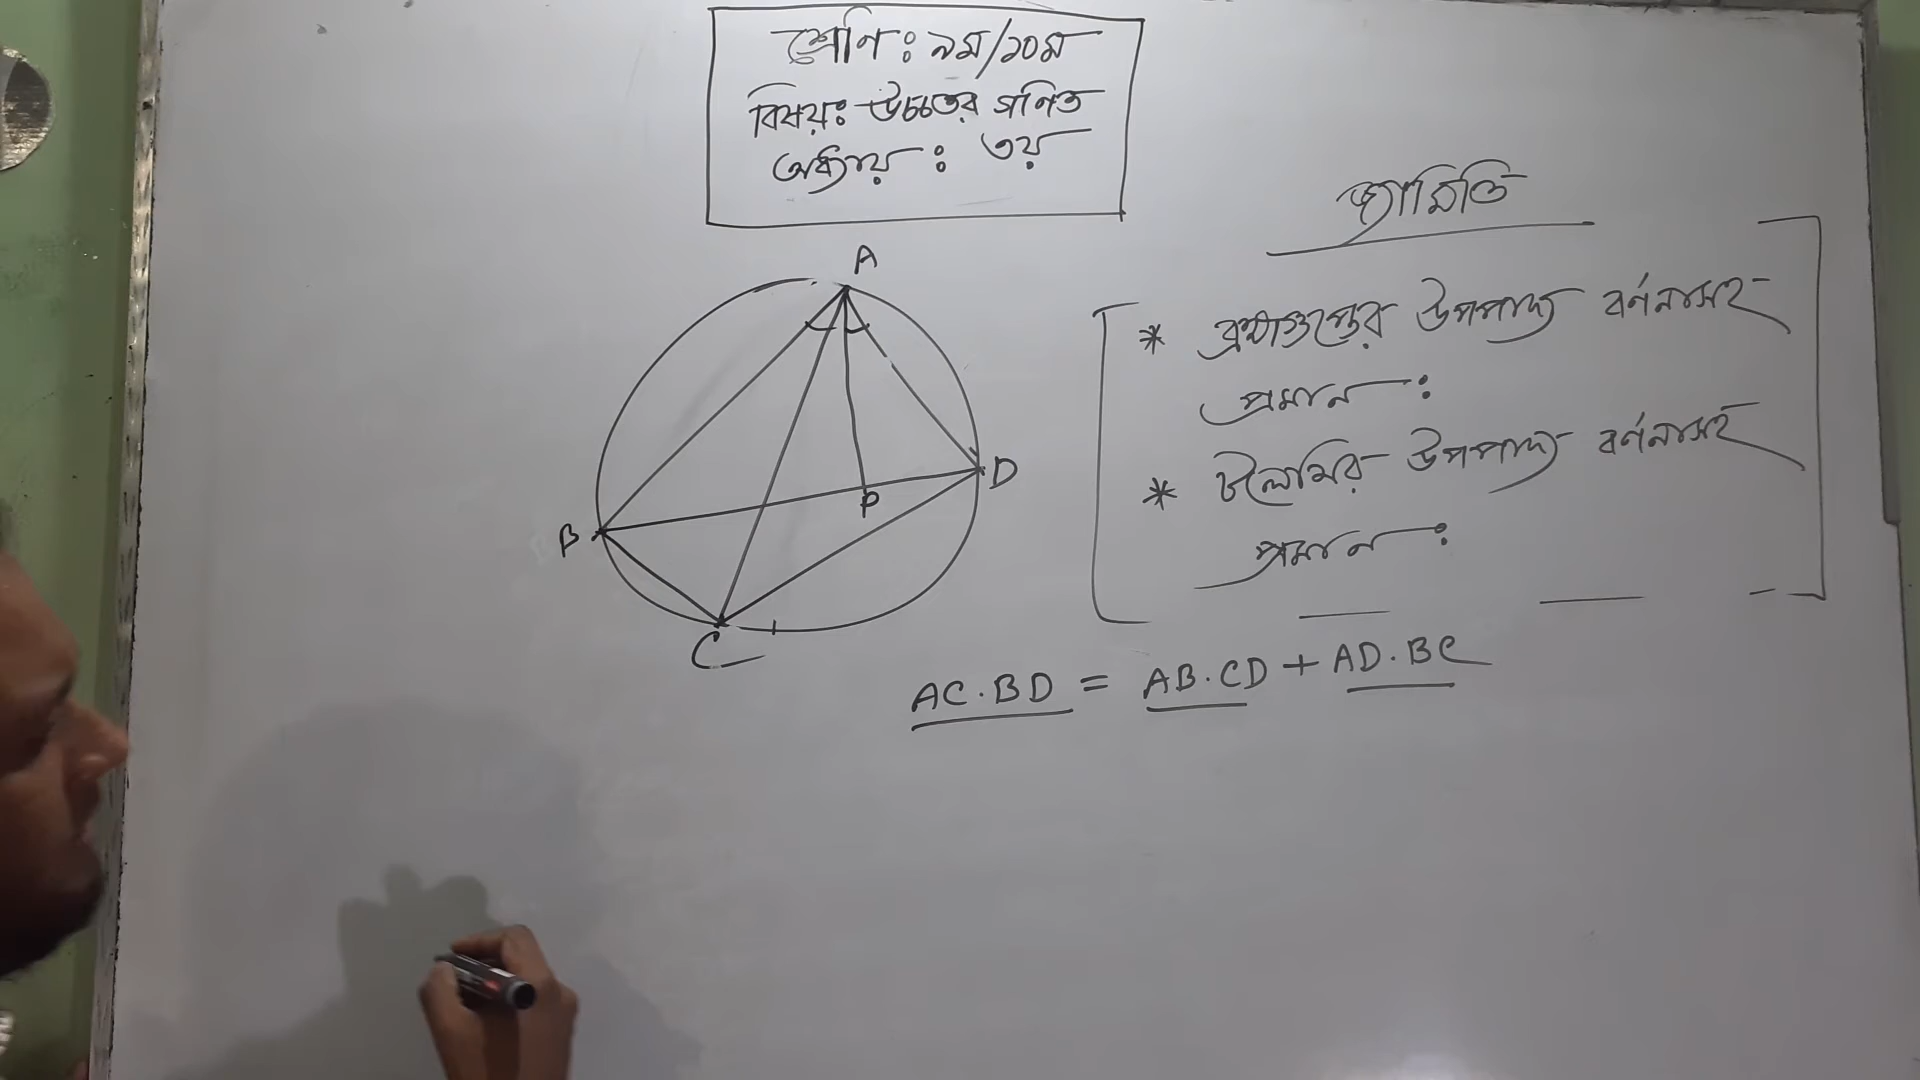 শ্রেণি: ৯ম/১০ম
বিষয়: উচ্চতর গনিত
অধ্যায়: ৩য়
জ্যামিতি
* ব্রহ্মগুপ্তের উপপাদ্য বর্ণনাসহ
প্রমান:
* টলেমির উপপাদ্য বর্ণনাসহ
প্রমান:
A
D
P
B
C
AC.BD = AB.CD + AD.BC